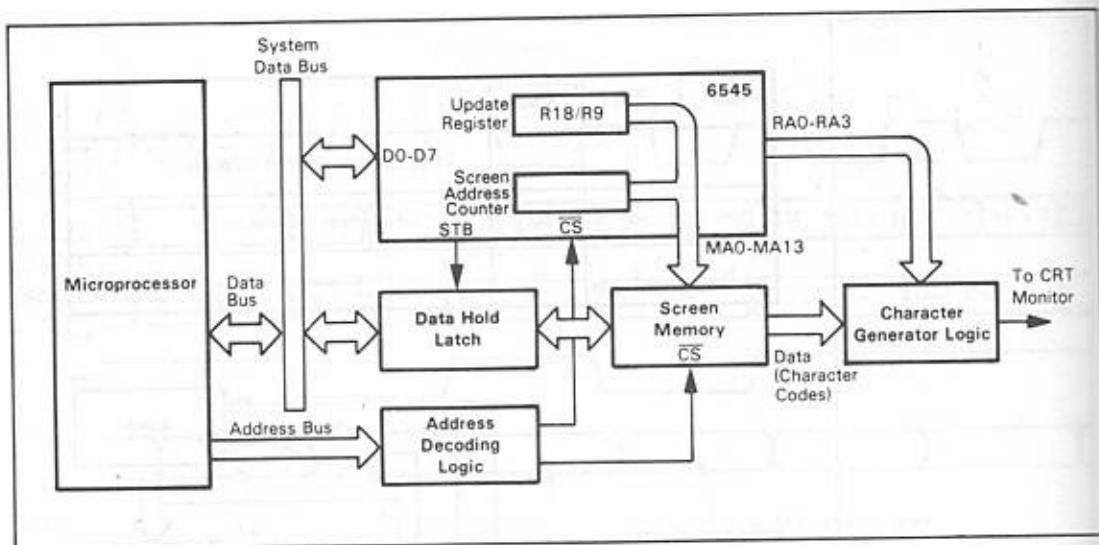 System
Data Bus
6545
Update
Register
R18/R9
RA0-RA3
D0-D7
Screen
Address
Counter
STB
CS
MA0-MA13
Microprocessor
Data
Bus
Data Hold
Latch
Screen
Memory
CS
Character
Generator Logic
To CRT
Monitor
Data
(Character
Codes)
Address Bus
Address
Decoding
Logic